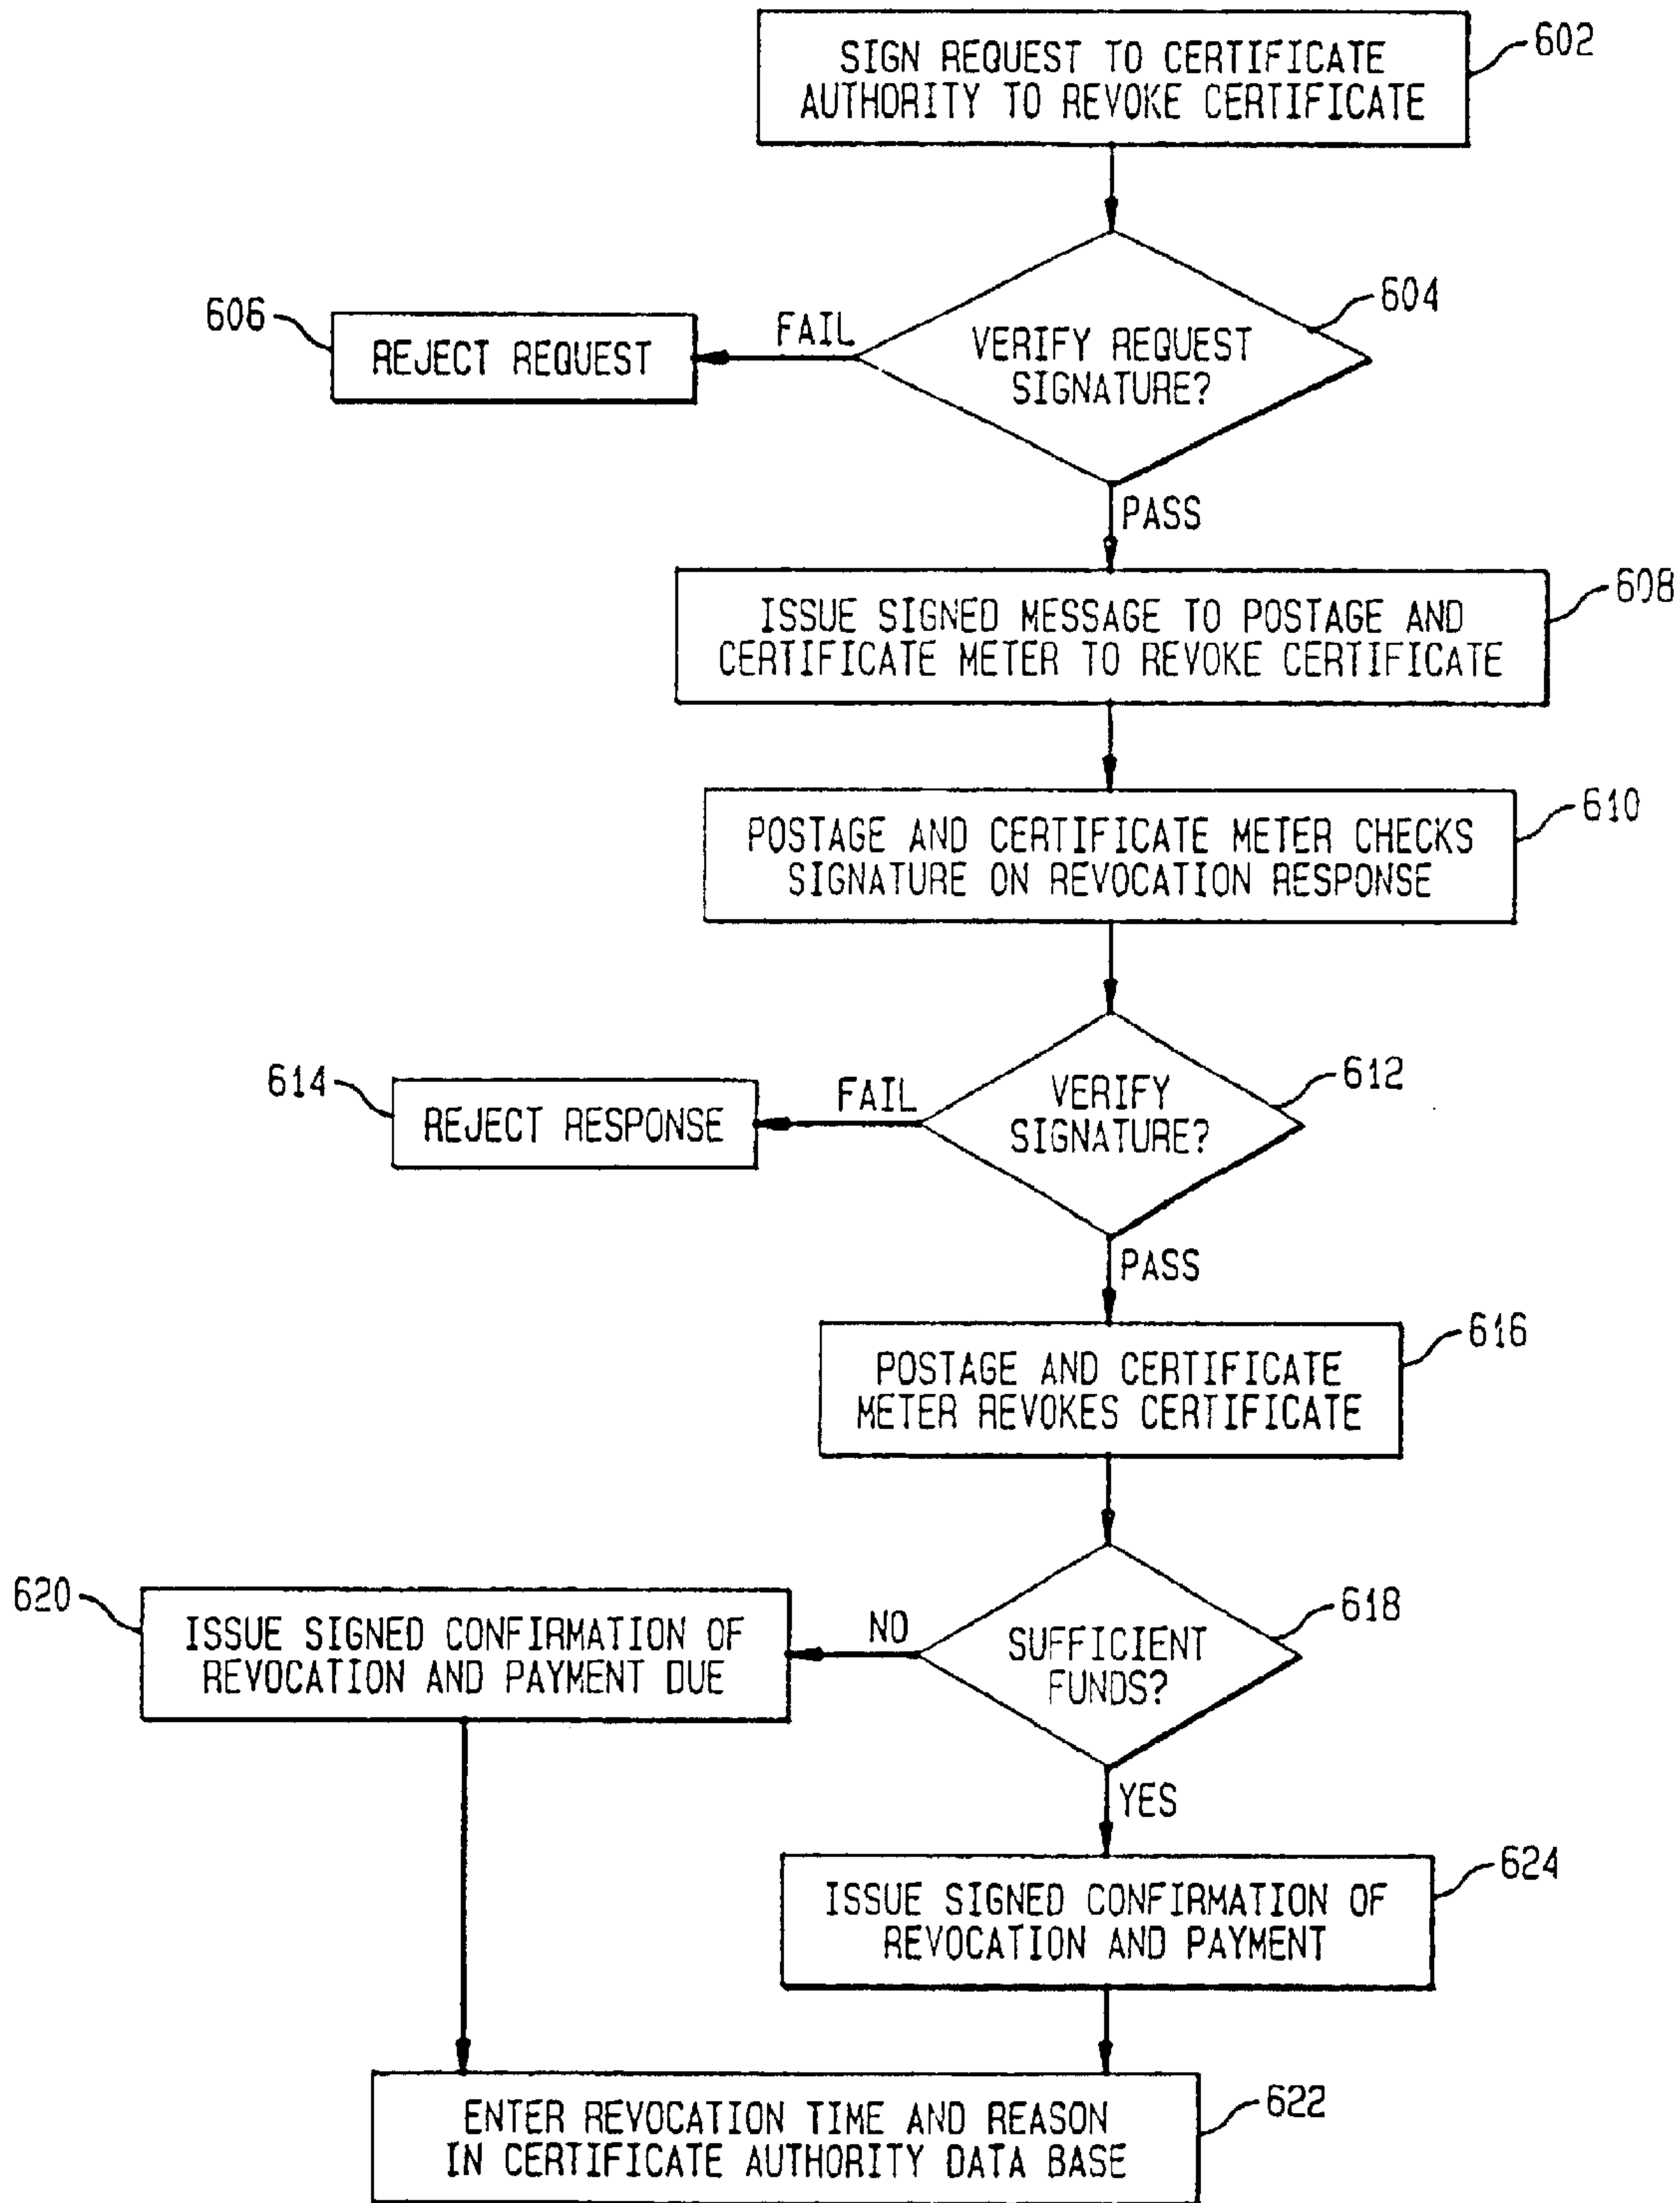 SIGN REQUEST TO CERTIFICATE
AUTHORITY TO REVOKE CERTIFICATE
602
604
606
REJECT REQUEST
FAIL
VERIFY REQUEST
SIGNATURE?
PASS
608
ISSUE SIGNED MESSAGE TO POSTAGE AND
CERTIFICATE METER TO REVOKE CERTIFICATE
610
POSTAGE AND CERTIFICATE METER CHECKS
SIGNATURE ON REVOCATION RESPONSE
612
614
REJECT RESPONSE
FAIL
VERIFY
SIGNATURE?
PASS
616
POSTAGE AND CERTIFICATE
METER REVOKES CERTIFICATE
618
620
ISSUE SIGNED CONFIRMATION OF
REVOCATION AND PAYMENT DUE
NO
SUFFICIENT
FUNDS?
YES
624
ISSUE SIGNED CONFIRMATION OF
REVOCATION AND PAYMENT
622
ENTER REVOCATION TIME AND REASON
IN CERTIFICATE AUTHORITY DATA BASE